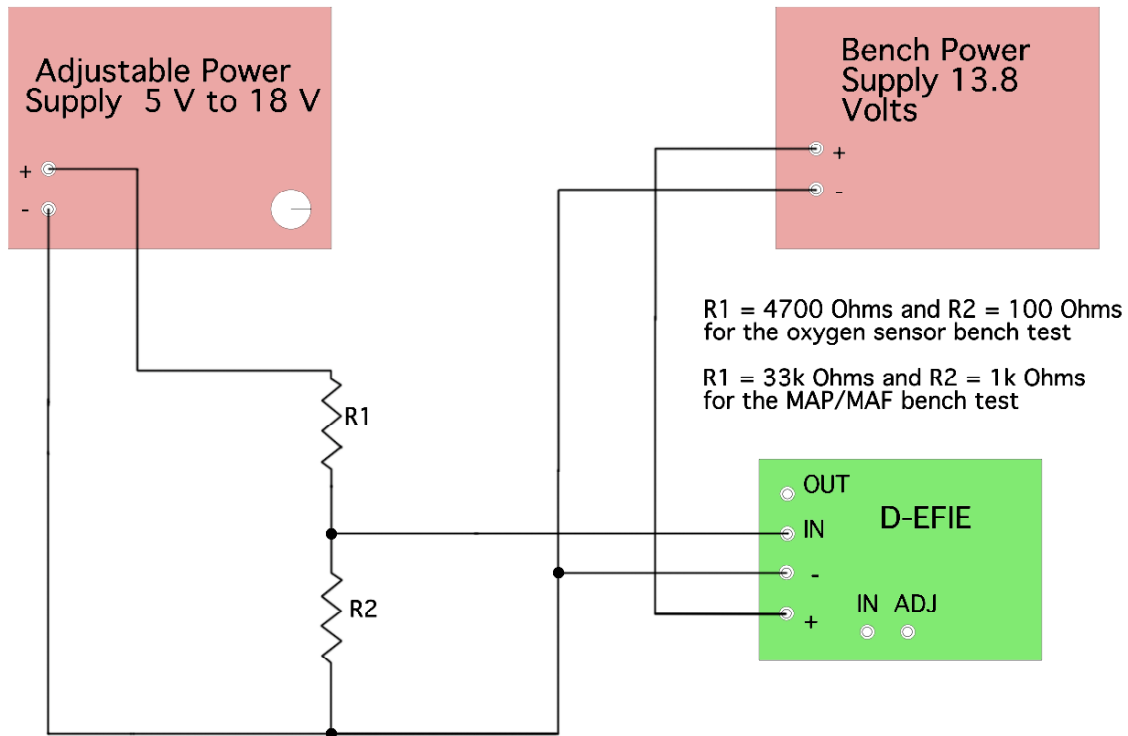 Adjustable Power
Supply  5 V to 18 V
+
-
Bench Power
Supply 13.8
Volts
+
-
R1 = 4700 Ohms and R2 = 100 Ohms
for the oxygen sensor bench test
R1 = 33k Ohms and R2 = 1k Ohms
for the MAP/MAF bench test
R1
R2
OUT
IN
D-EFIE
-
+
IN ADJ